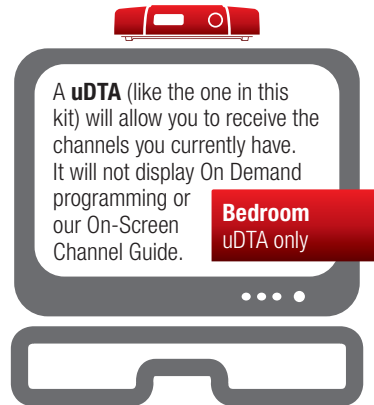 A uDTA (like the one in this
kit) will allow you to receive the
channels you currently have.
It will not display On Demand
programming or
our On-Screen
Channel Guide.
Bedroom
uDTA only